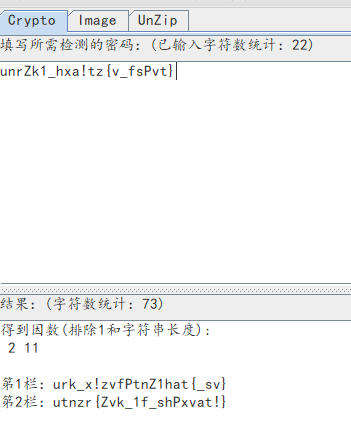 Crypto Image UnZip
填写所需检测的密码：(已输入字符数统计：22)
unrZk1_hxa!tz{v_fsPvt}
结果：(字符数统计：73)
得到因数(排除1和字符串长度)：
2 11
第1栏：urk_x!zvfPtnZ1hat{_sv}
第2栏：utnzr{Zvk_1f_shPxvat!}